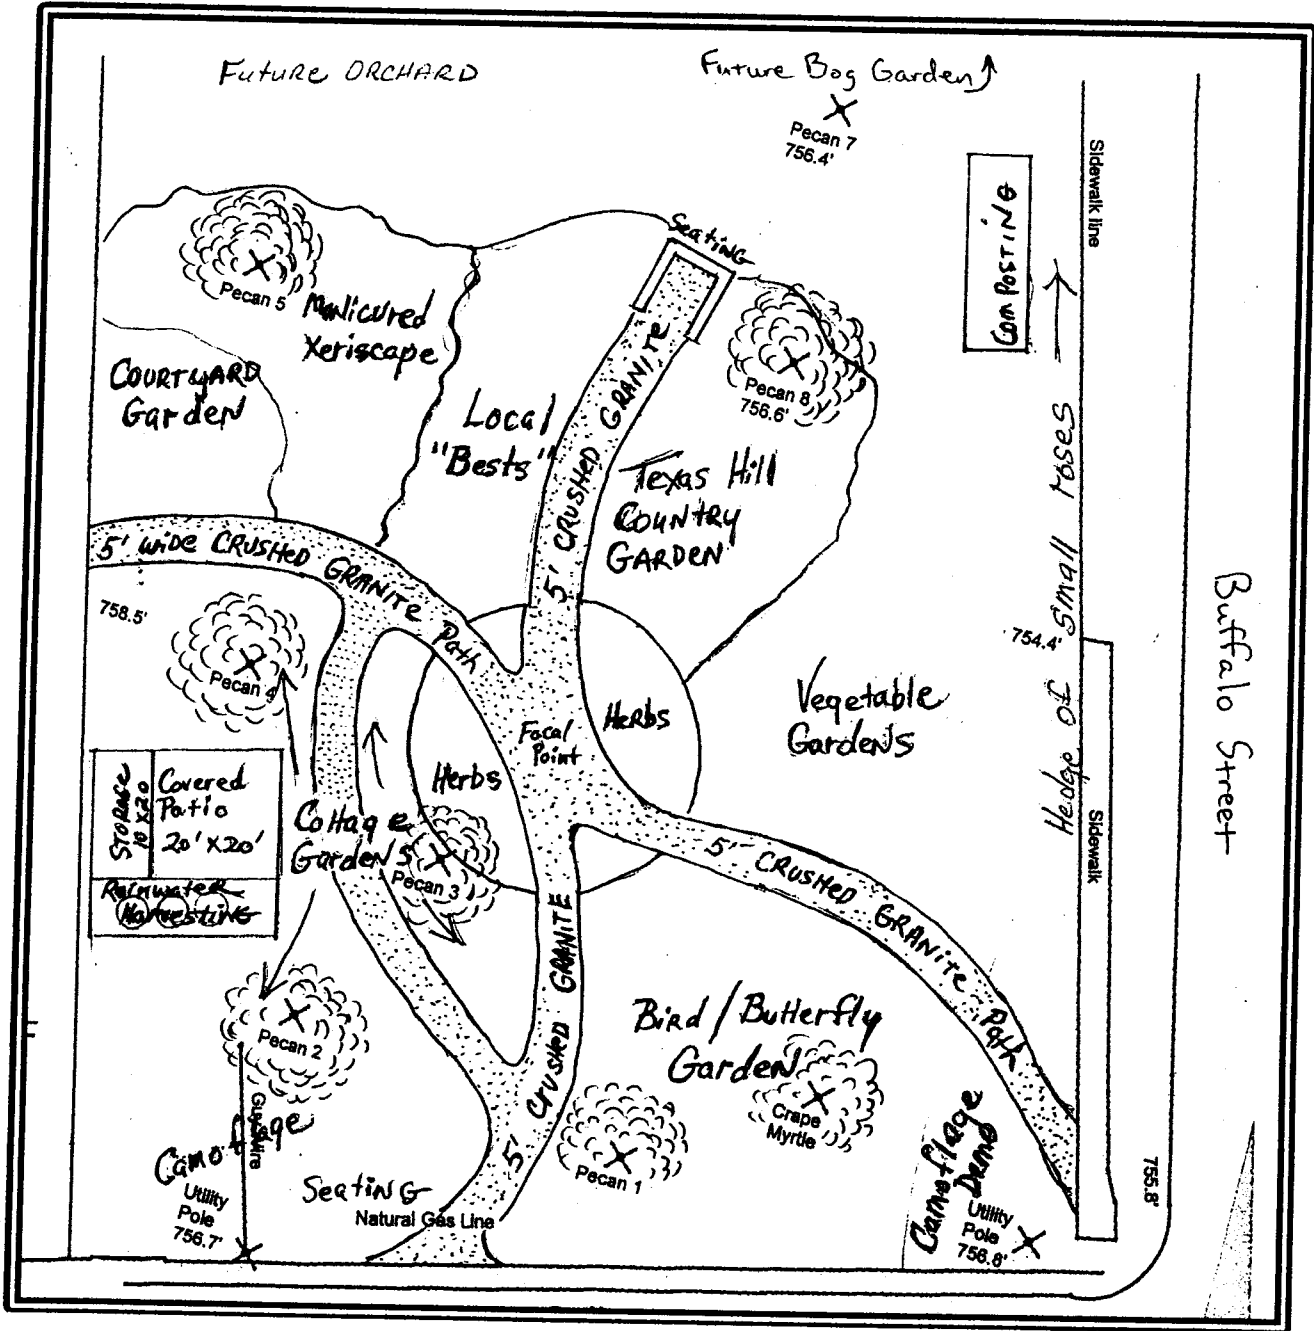 Future ORCHARD
Future Bog Garden
Pecan 7
756.4'
Sidewalk line
COMPOSTING
Seating
Pecan 5
Manicured
Xeriscape
COURTYARD
Garden
Local
"Bests"
5' CRUSHED GRANITE
Pecan 8
756.6'
Texas Hill
COUNTRY
GARDEN
Hedge of small roses
Buffalo Street
5' wide CRUSHED GRANITE Path
758.5'
Pecan 4
754.4'
Herbs
Focal
Point
Vegetable
Gardens
Herbs
STORAGE
10 X 20
Covered
Patio
20' X 20'
Cottage
Gardens
Pecan 3
Rainwater
Harvesting
Sidewalk
5' CRUSHED GRANITE Path
5' CRUSHED GRANITE
Pecan 2
Guy Wire
Bird / Butterfly
Garden
Crape
Myrtle
Pecan 1
Camoflage
Utility
Pole
756.7'
Seating
Natural Gas Line
Camoflage
Demo
Utility
Pole
756.8'
755.8'